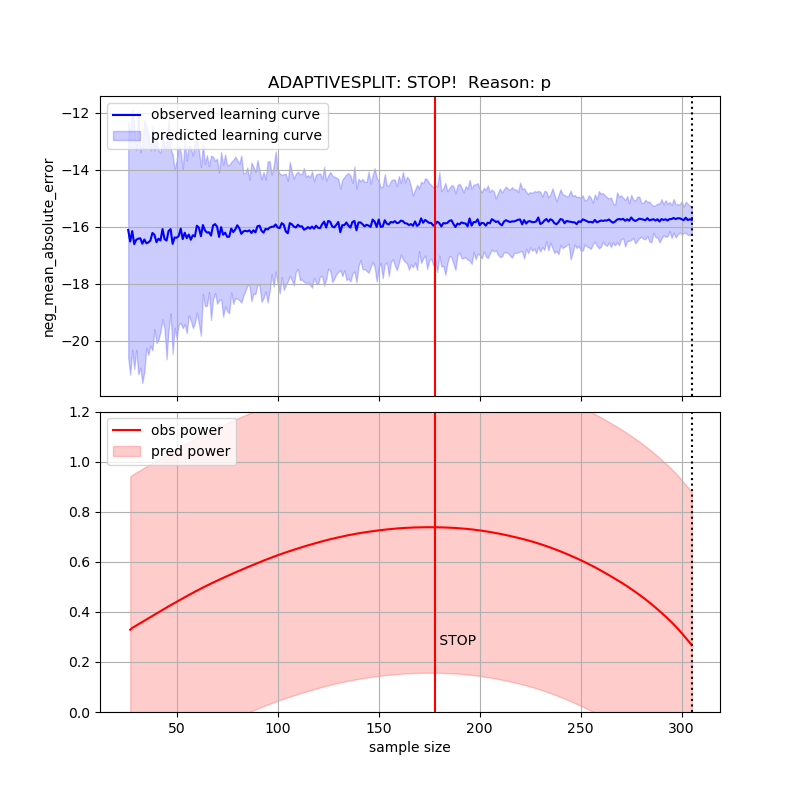 ADAPTIVESPLIT: STOP!  Reason: p
neg_mean_absolute_error
−12
−14
−16
−18
−20
observed learning curve
predicted learning curve
1.2
1.0
0.8
0.6
0.4
0.2
0.0
obs power
pred power
STOP
50
100
150
200
250
300
sample size